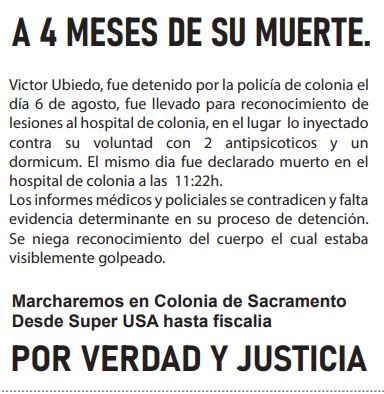 A 4 MESES DE SU MUERTE.
Victor Ubiedo, fue detenido por la policía de colonia el
día 6 de agosto, fue llevado para reconocimiento de
lesiones al hospital de colonia, en el lugar lo inyectado
contra su voluntad con 2 antipsicoticos y un
dormicum. El mismo dia fue declarado muerto en el
hospital de colonia a las 11:22h.
Los informes médicos y policiales se contradicen y falta
evidencia determinante en su proceso de detención.
Se niega reconocimiento del cuerpo el cual estaba
visiblemente golpeado.
Marcharemos en Colonia de Sacramento
Desde Super USA hasta fiscalia
POR VERDAD Y JUSTICIA